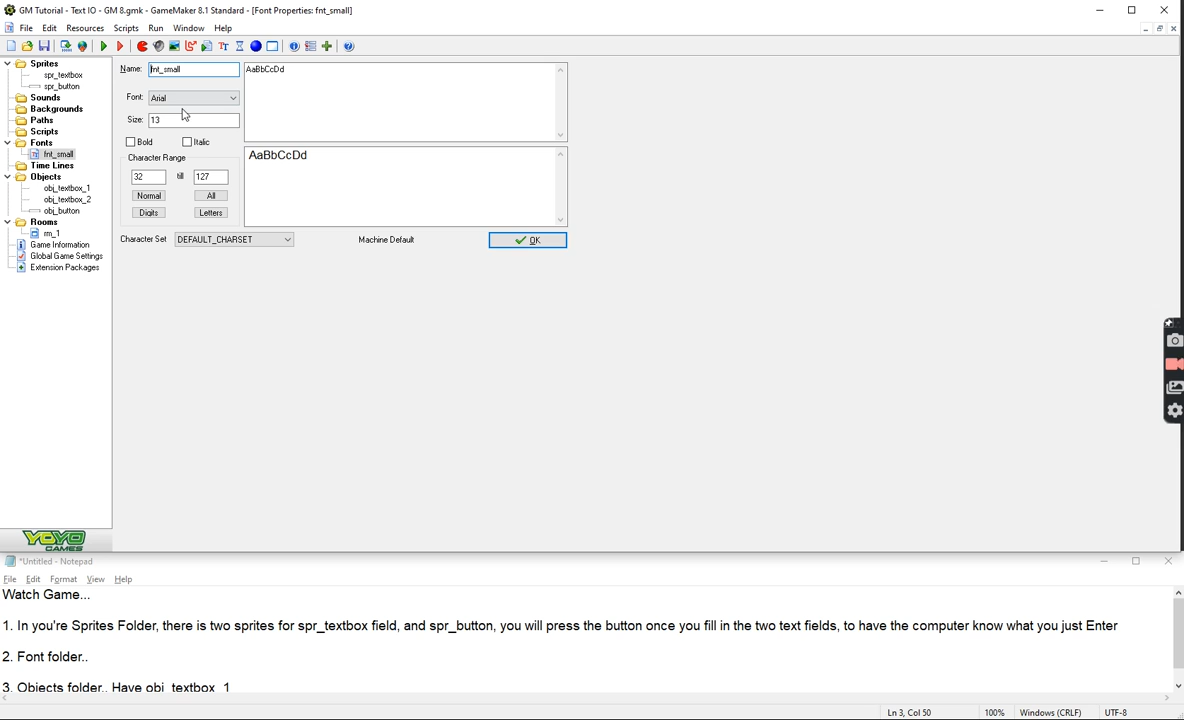 GM Tutorial - Text IO - GM 8.gmk - GameMaker 8.1 Standard - [Font Properties: fnt_small]
File Edit Resources Scripts Run Window Help
Sprites
spr_textbox
spr_button
Sounds
Backgrounds
Paths
Scripts
Fonts
fnt_small
Time Lines
Objects
obj_textbox_1
obj_textbox_2
obj_button
Rooms
rm_1
Game Information
Global Game Settings
Extension Packages
YOYO
GAMES
Name: fnt_small
Font: Arial
Size: 13
Bold Italic
Character Range
32 till 127
Normal All
Digits Letters
Character Set DEFAULT_CHARSET Machine Default OK
AaBbCcDd
AaBbCcDd
*Untitled - Notepad
File Edit Format View Help
Watch Game...
1. In you're Sprites Folder, there is two sprites for spr_textbox field, and spr_button, you will press the button once you fill in the two text fields, to have the computer know what you just Enter
2. Font folder..
3. Objects folder.. Have obj_textbox_1
Ln 3, Col 50 100% Windows (CRLF) UTF-8